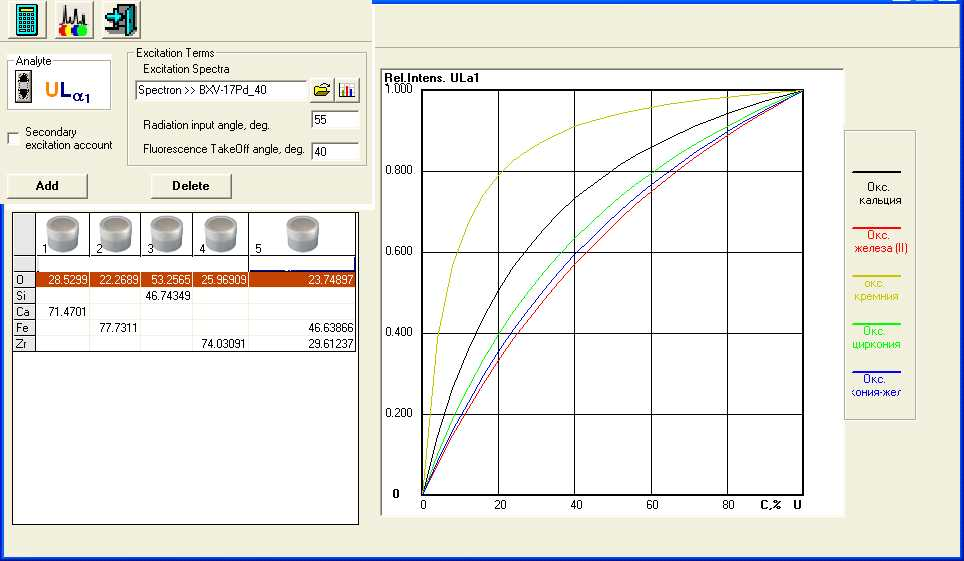 Analyte
ULα1
Secondary
excitation account
Excitation Terms
Excitation Spectra
Spectron >> BXV-17Pd_40
Radiation input angle, deg.
55
Fluorescence TakeOff angle, deg.
40
Add
Delete
1 2 3 4 5
O 28.5299 22.2689 53.2565 25.96909 23.74897
Si 46.74349
Ca 71.4701
Fe 77.7311 46.63866
Zr 74.03091 29.61237
Rel.Intens. ULa1
1.000
0.800
0.600
0.400
0.200
0
0 20 40 60 80 C,% U
Окс.
кальция
Окс.
железа (II)
окс.
кремния
Окс.
циркония
Окс.
кония-жел